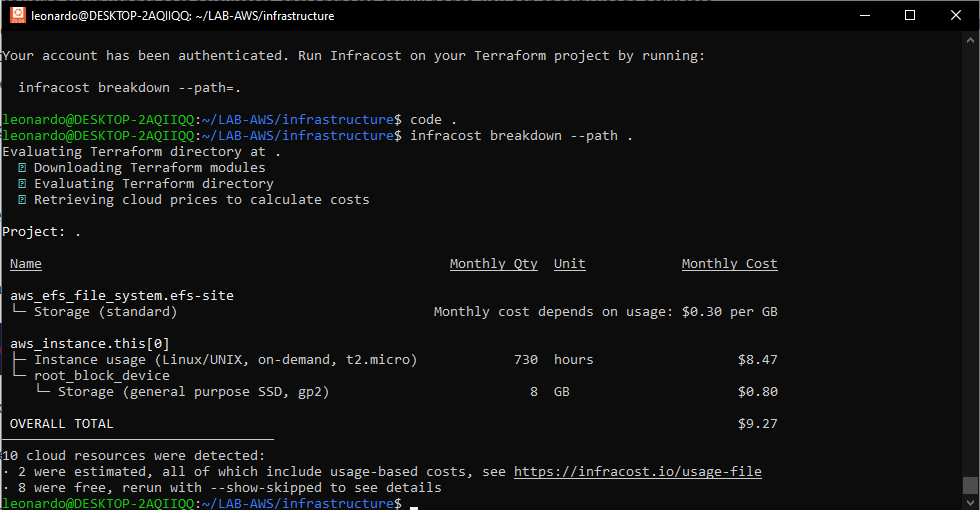 leonardo@DESKTOP-2AQIIQQ: ~/LAB-AWS/infrastructure
Your account has been authenticated. Run Infracost on your Terraform project by running:
infracost breakdown --path=.
leonardo@DESKTOP-2AQIIQQ:~/LAB-AWS/infrastructure$ code .
leonardo@DESKTOP-2AQIIQQ:~/LAB-AWS/infrastructure$ infracost breakdown --path .
Evaluating Terraform directory at .
Downloading Terraform modules
Evaluating Terraform directory
Retrieving cloud prices to calculate costs
Project: .
Name Monthly Qty Unit Monthly Cost
aws_efs_file_system.efs-site
└─ Storage (standard) Monthly cost depends on usage: $0.30 per GB
aws_instance.this[0]
├─ Instance usage (Linux/UNIX, on-demand, t2.micro) 730 hours $8.47
└─ root_block_device
└─ Storage (general purpose SSD, gp2) 8 GB $0.80
OVERALL TOTAL $9.27
10 cloud resources were detected:
· 2 were estimated, all of which include usage-based costs, see https://infracost.io/usage-file
· 8 were free, rerun with --show-skipped to see details
leonardo@DESKTOP-2AQIIQQ:~/LAB-AWS/infrastructure$